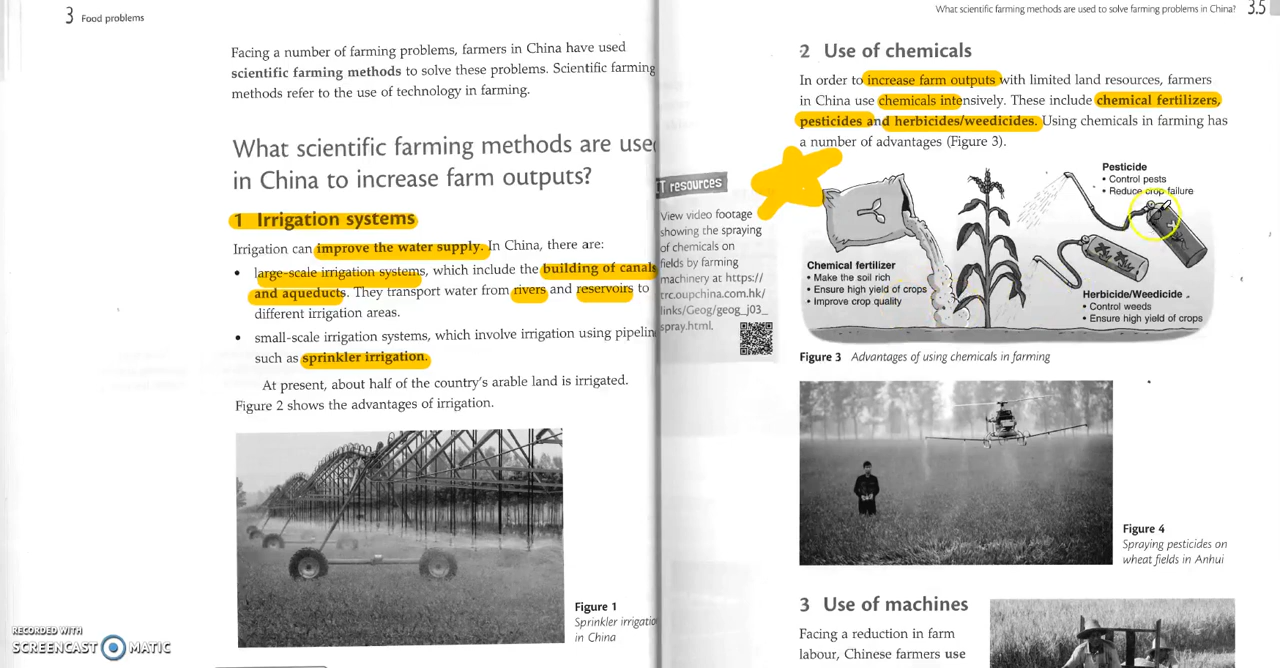 3 Food problems
Facing a number of farming problems, farmers in China have used
scientific farming methods to solve these problems. Scientific farming
methods refer to the use of technology in farming.
What scientific farming methods are use
in China to increase farm outputs?
1 Irrigation systems
Irrigation can improve the water supply. In China, there are:
• large-scale irrigation systems, which include the building of canals
and aqueducts. They transport water from rivers and reservoirs to
different irrigation areas.
• small-scale irrigation systems, which involve irrigation using pipelin
such as sprinkler irrigation.
At present, about half of the country's arable land is irrigated.
Figure 2 shows the advantages of irrigation.
Figure 1
Sprinkler irrigatio
in China
RECORDED WITH
SCREENCAST MATIC
What scientific farming methods are used to solve farming problems in China? 3.5
2 Use of chemicals
In order to increase farm outputs with limited land resources, farmers
in China use chemicals intensively. These include chemical fertilizers,
pesticides and herbicides/weedicides. Using chemicals in farming has
a number of advantages (Figure 3).
IT resources
View video footage
showing the spraying
of chemicals on
fields by farming
machinery at https://
trc.oupchina.com.hk/
links/Geog/geog_j03_
spray.html.
Pesticide
• Control pests
• Reduce crop failure
Chemical fertilizer
• Make the soil rich
• Ensure high yield of crops
• Improve crop quality
Herbicide/Weedicide
• Control weeds
• Ensure high yield of crops
Figure 3 Advantages of using chemicals in farming
Figure 4
Spraying pesticides on
wheat fields in Anhui
3 Use of machines
Facing a reduction in farm
labour, Chinese farmers use